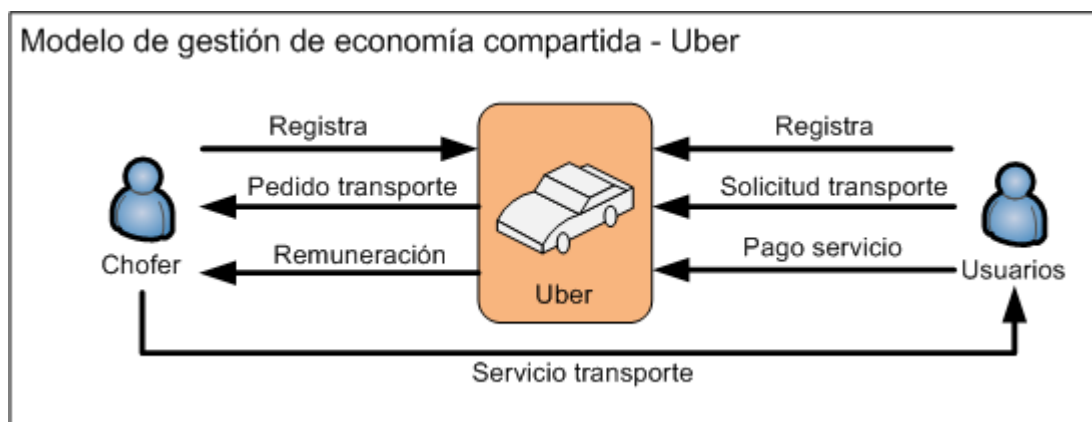 Modelo de gestión de economía compartida - Uber
Registra
Registra
Pedido transporte
Solicitud transporte
Remuneración
Pago servicio
Chofer
Uber
Usuarios
Servicio transporte